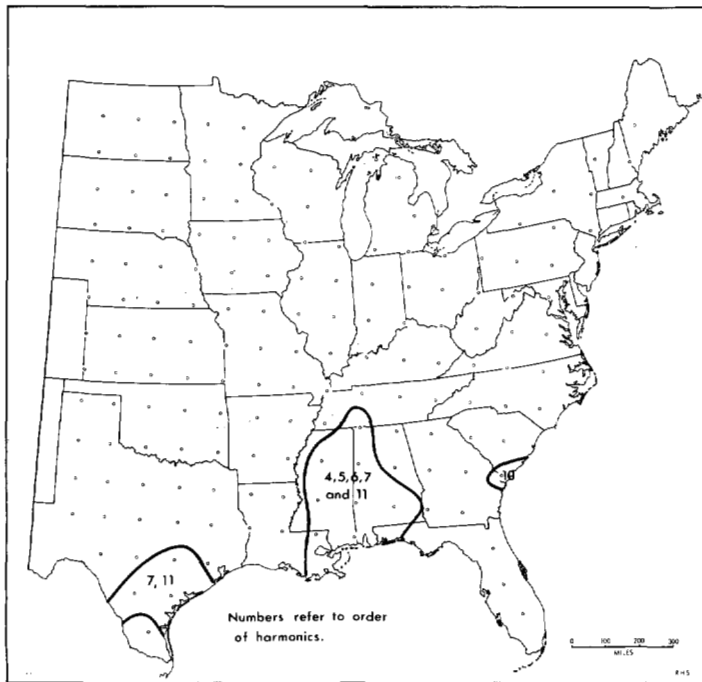 4,5,6,7
and 11
10
7, 11
Numbers refer to order
of harmonics.
0 100 200 300
MILES
RHS